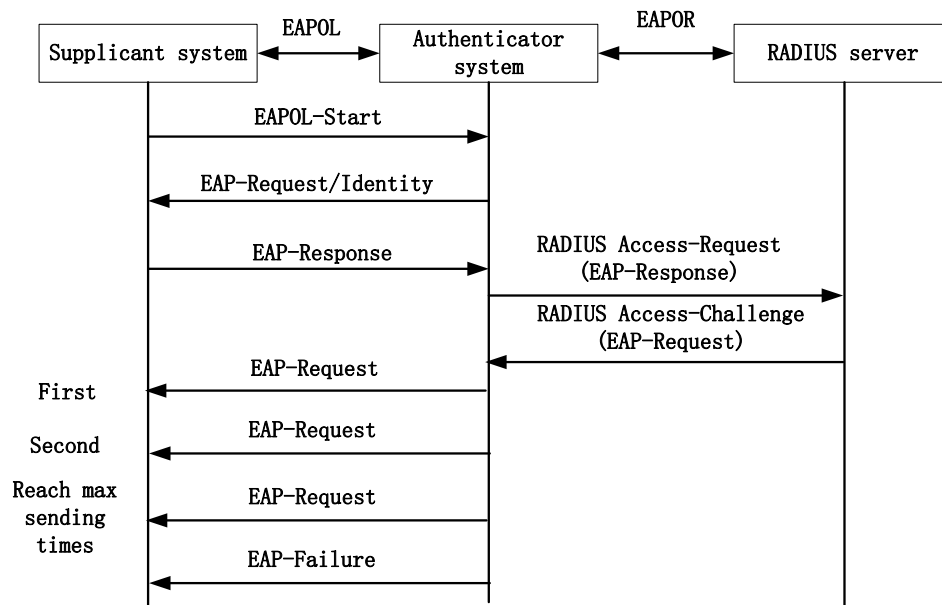 EAPOL
EAPOR
Supplicant system
Authenticator
system
RADIUS server
EAPOL-Start
EAP-Request/Identity
EAP-Response
RADIUS Access-Request
(EAP-Response)
RADIUS Access-Challenge
(EAP-Request)
First
EAP-Request
Second
EAP-Request
Reach max
sending
times
EAP-Request
EAP-Failure